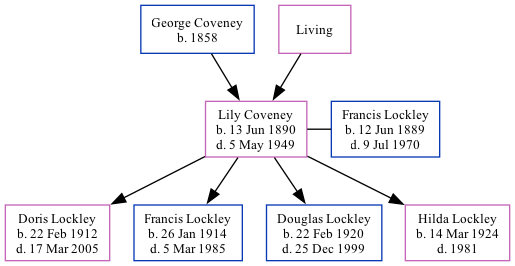 George Coveney
b. 1858
Living
Lily Coveney
b. 13 Jun 1890
d. 5 May 1949
Francis Lockley
b. 12 Jun 1889
d. 9 Jul 1970
Doris Lockley
b. 22 Feb 1912
d. 17 Mar 2005
Francis Lockley
b. 26 Jan 1914
d. 5 Mar 1985
Douglas Lockley
b. 22 Feb 1920
d. 25 Dec 1999
Hilda Lockley
b. 14 Mar 1924
d. 1981